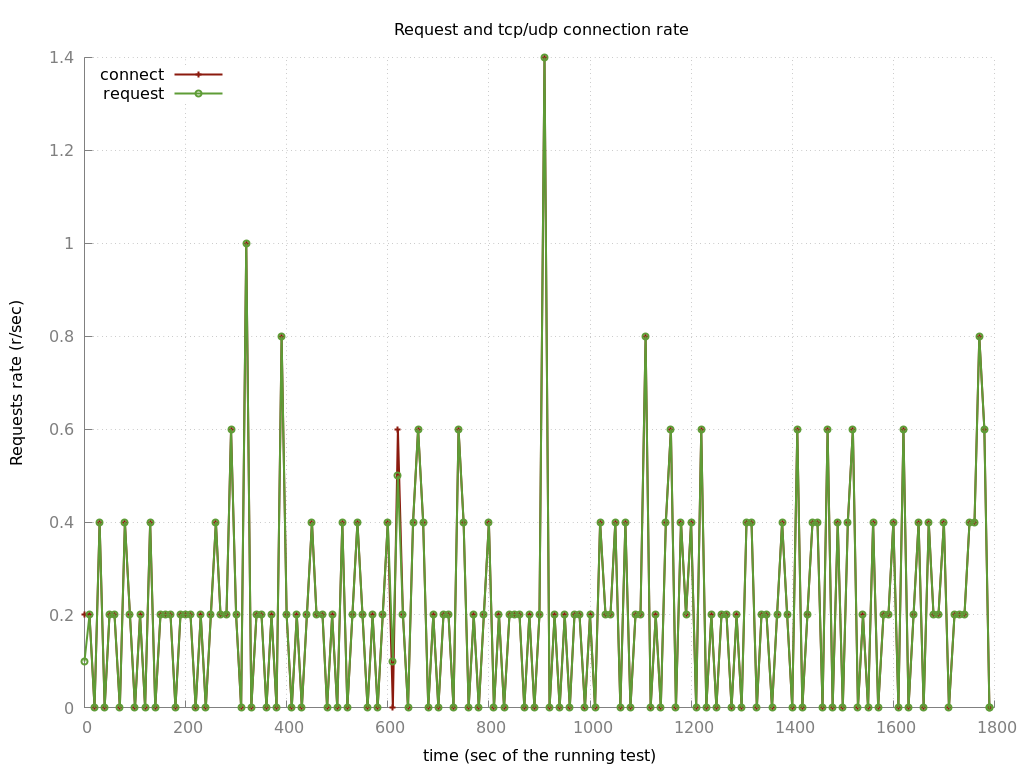 Request and tcp/udp connection rate
1.4
connect
request
1.2
1
0.8
0.6
0.4
0.2
0
Requests rate (r/sec)
0 200 400 600 800 1000 1200 1400 1600 1800
time (sec of the running test)